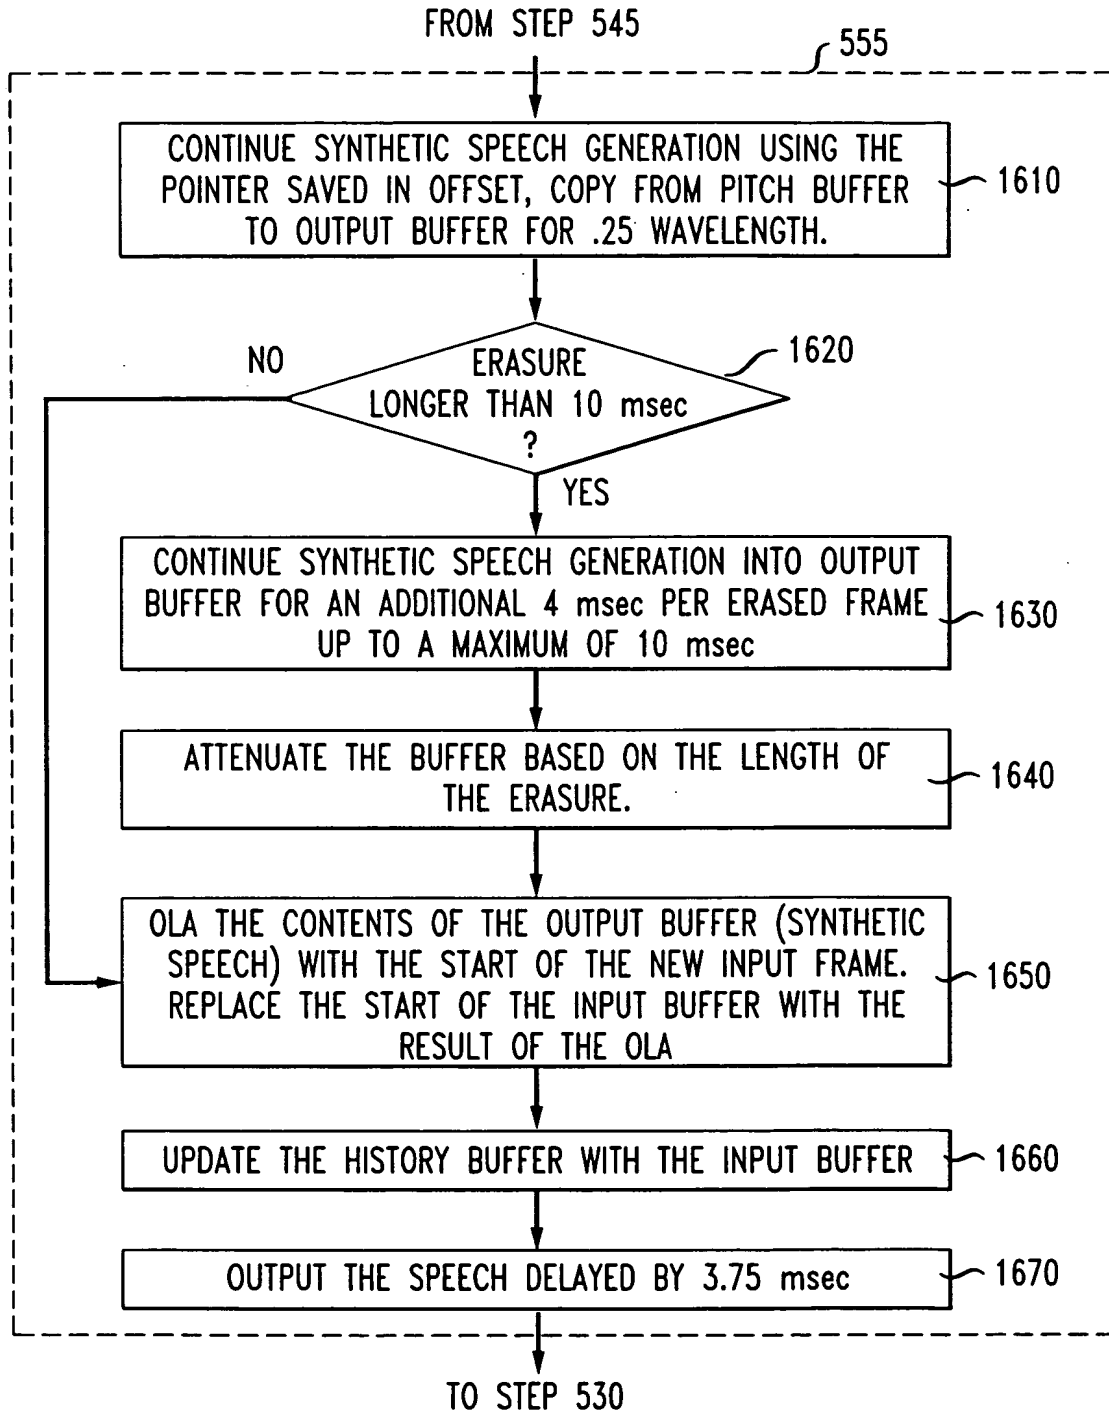 FROM STEP 545
555
CONTINUE SYNTHETIC SPEECH GENERATION USING THE
POINTER SAVED IN OFFSET, COPY FROM PITCH BUFFER
TO OUTPUT BUFFER FOR .25 WAVELENGTH.
1610
ERASURE
LONGER THAN 10 msec
?
1620
NO
YES
CONTINUE SYNTHETIC SPEECH GENERATION INTO OUTPUT
BUFFER FOR AN ADDITIONAL 4 msec PER ERASED FRAME
UP TO A MAXIMUM OF 10 msec
1630
ATTENUATE THE BUFFER BASED ON THE LENGTH OF
THE ERASURE.
1640
OLA THE CONTENTS OF THE OUTPUT BUFFER (SYNTHETIC
SPEECH) WITH THE START OF THE NEW INPUT FRAME.
REPLACE THE START OF THE INPUT BUFFER WITH THE
RESULT OF THE OLA
1650
UPDATE THE HISTORY BUFFER WITH THE INPUT BUFFER
1660
OUTPUT THE SPEECH DELAYED BY 3.75 msec
1670
TO STEP 530